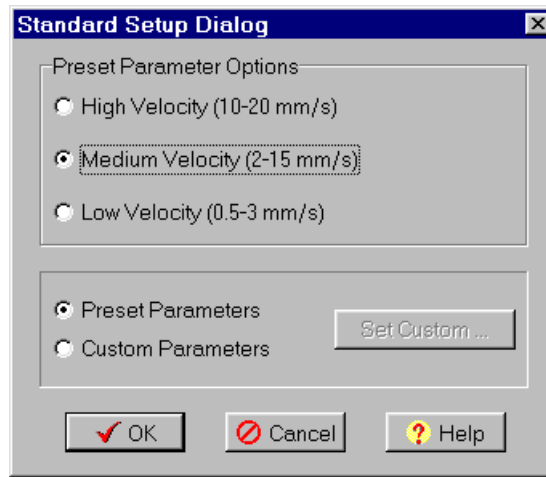 Standard Setup Dialog
Preset Parameter Options
High Velocity (10-20 mm/s)
Medium Velocity (2-15 mm/s)
Low Velocity (0.5-3 mm/s)
Preset Parameters
Set Custom ...
Custom Parameters
OK Cancel ? Help